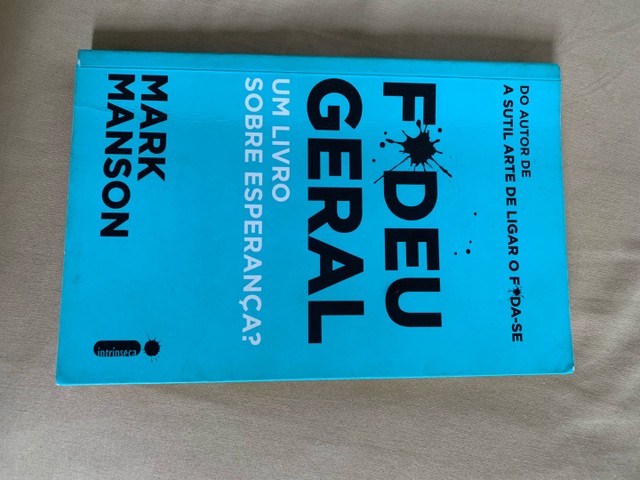 DO AUTOR DE
A SUTIL ARTE DE LIGAR O F*DA-SE
F*DEU
GERAL
UM LIVRO
SOBRE ESPERANÇA?
MARK
MANSON
intrínseca